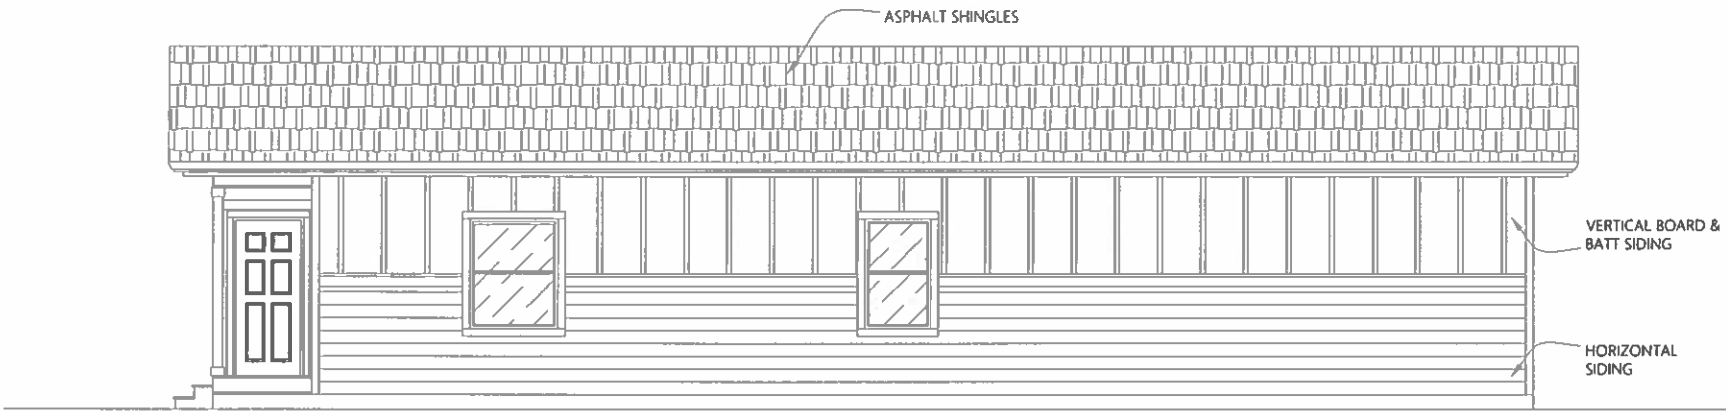 ASPHALT SHINGLES
VERTICAL BOARD &
BATT SIDING
HORIZONTAL
SIDING